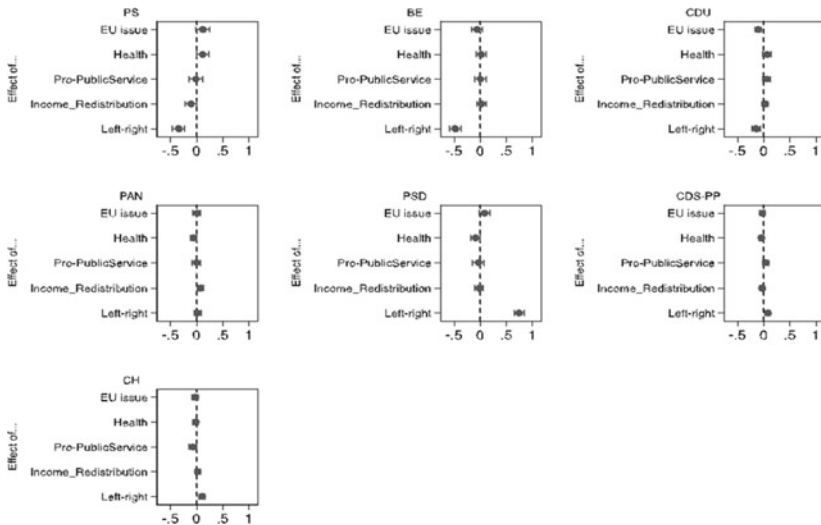 PS
Effect of...
EU issue
Health
Pro-PublicService
Income_Redistribution
Left-right
-.5 0 .5 1
BE
Effect of...
EU issue
Health
Pro-PublicService
Income_Redistribution
Left-right
-.5 0 .5 1
CDU
Effect of...
EU issue
Health
Pro-PublicService
Income_Redistribution
Left-right
-.5 0 .5 1
PAN
Effect of...
EU issue
Health
Pro-PublicService
Income_Redistribution
Left-right
-.5 0 .5 1
PSD
Effect of...
EU issue
Health
Pro-PublicService
Income_Redistribution
Left-right
-.5 0 .5 1
CDS-PP
Effect of...
EU issue
Health
Pro-PublicService
Income_Redistribution
Left-right
-.5 0 .5 1
CH
Effect of...
EU issue
Health
Pro-PublicService
Income_Redistribution
Left-right
-.5 0 .5 1